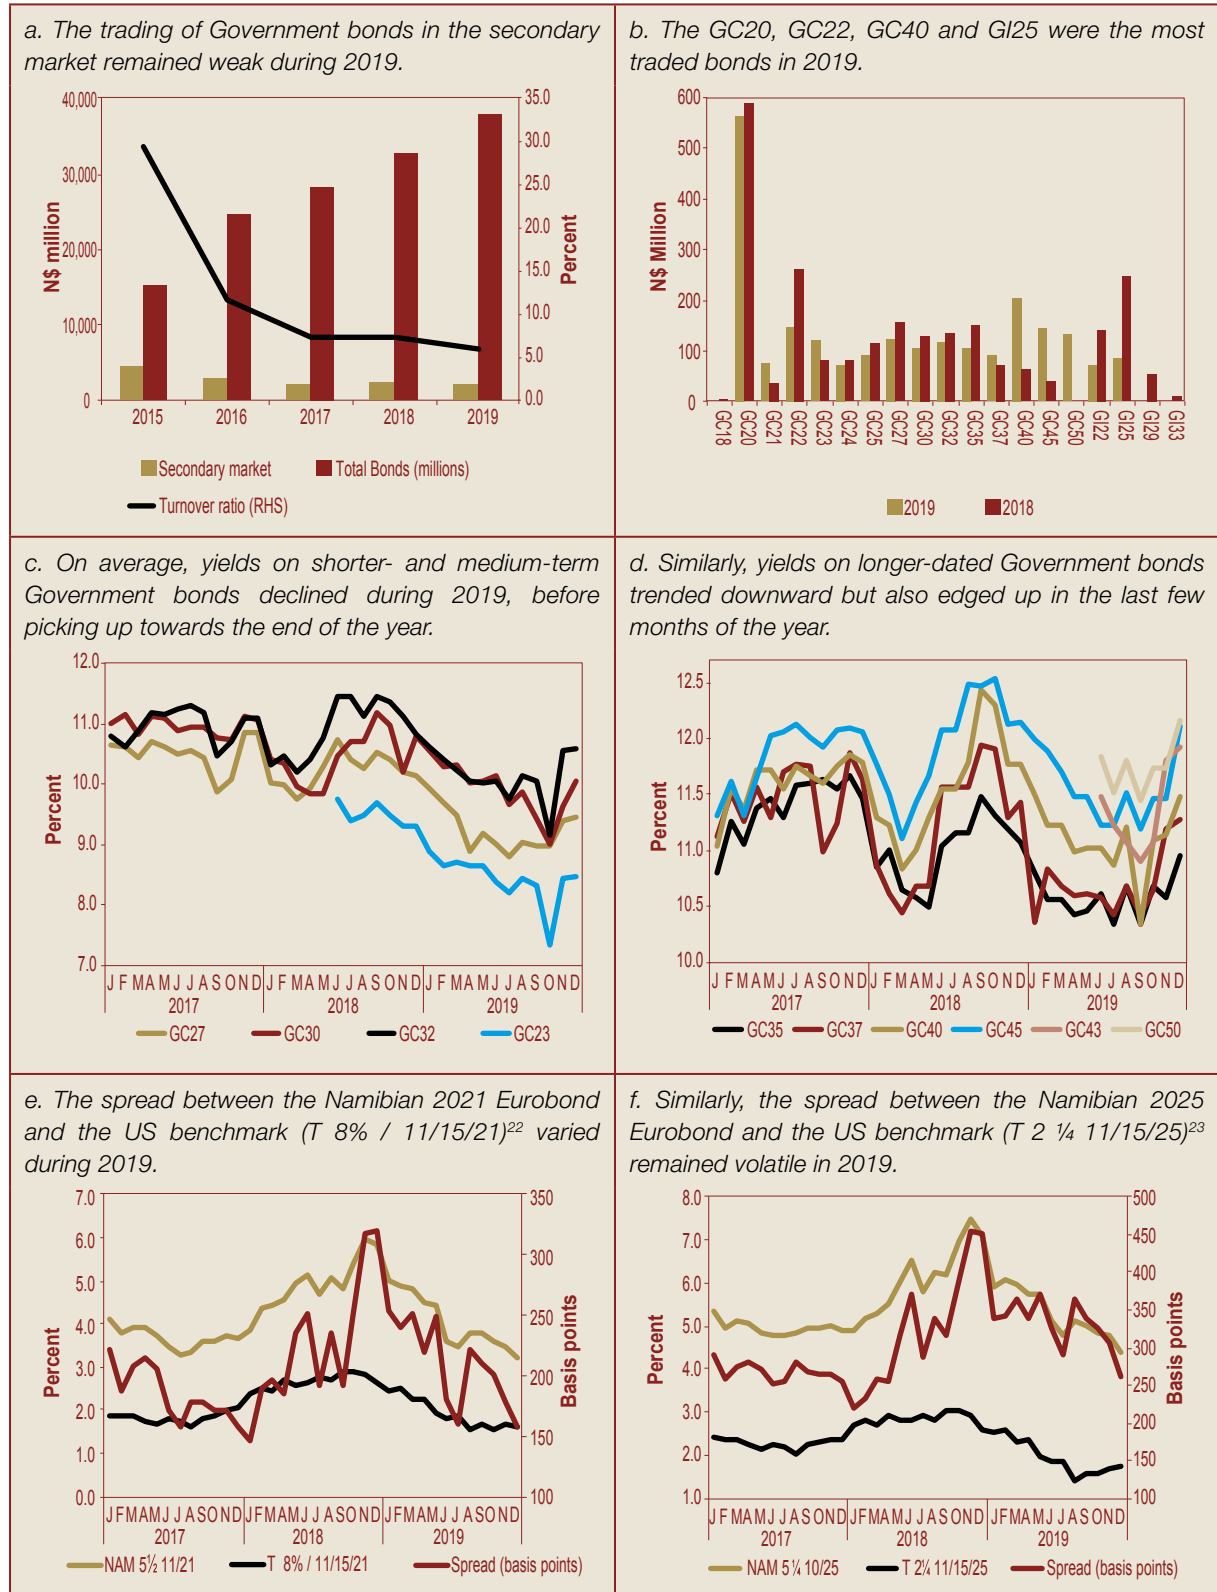 a. The trading of Government bonds in the secondary
market remained weak during 2019.
N$ million
40,000
30,000
20,000
10,000
0
Percent
35.0
30.0
25.0
20.0
15.0
10.0
5.0
0.0
2015 2016 2017 2018 2019
Secondary market Total Bonds (millions)
Turnover ratio (RHS)
b. The GC20, GC22, GC40 and GI25 were the most
traded bonds in 2019.
N$ Million
600
500
400
300
200
100
0
GC18 GC20 GC21 GC22 GC23 GC24 GC25 GC27 GC30 GC32 GC35 GC37 GC40 GC45 GC50 GI22 GI25 GI29 GI33
2019 2018
c. On average, yields on shorter- and medium-term
Government bonds declined during 2019, before
picking up towards the end of the year.
Percent
12.0
11.0
10.0
9.0
8.0
7.0
J F M A M J J A S O N D J F M A M J J A S O N D J F M A M J J A S O N D
2017 2018 2019
GC27 GC30 GC32 GC23
d. Similarly, yields on longer-dated Government bonds
trended downward but also edged up in the last few
months of the year.
Percent
12.5
12.0
11.5
11.0
10.5
10.0
J F M A M J J A S O N D J F M A M J J A S O N D J F M A M J J A S O N D
2017 2018 2019
GC35 GC37 GC40 GC45 GC43 GC50
e. The spread between the Namibian 2021 Eurobond
and the US benchmark (T 8% / 11/15/21)22 varied
during 2019.
Percent
7.0
6.0
5.0
4.0
3.0
2.0
1.0
0.0
Basis points
350
300
250
200
150
100
J F M A M J J A S O N D J F M A M J J A S O N D J F M A M J J A S O N D
2017 2018 2019
NAM 5½ 11/21 T 8% / 11/15/21 Spread (basis points)
f. Similarly, the spread between the Namibian 2025
Eurobond and the US benchmark (T 2 ¼ 11/15/25)23
remained volatile in 2019.
Percent
8.0
7.0
6.0
5.0
4.0
3.0
2.0
1.0
Basis points
500
450
400
350
300
250
200
150
100
J F M A M J J A S O N D J F M A M J J A S O N D J F M A M J J A S O N D
2017 2018 2019
NAM 5¼ 10/25 T 2¼ 11/15/25 Spread (basis points)